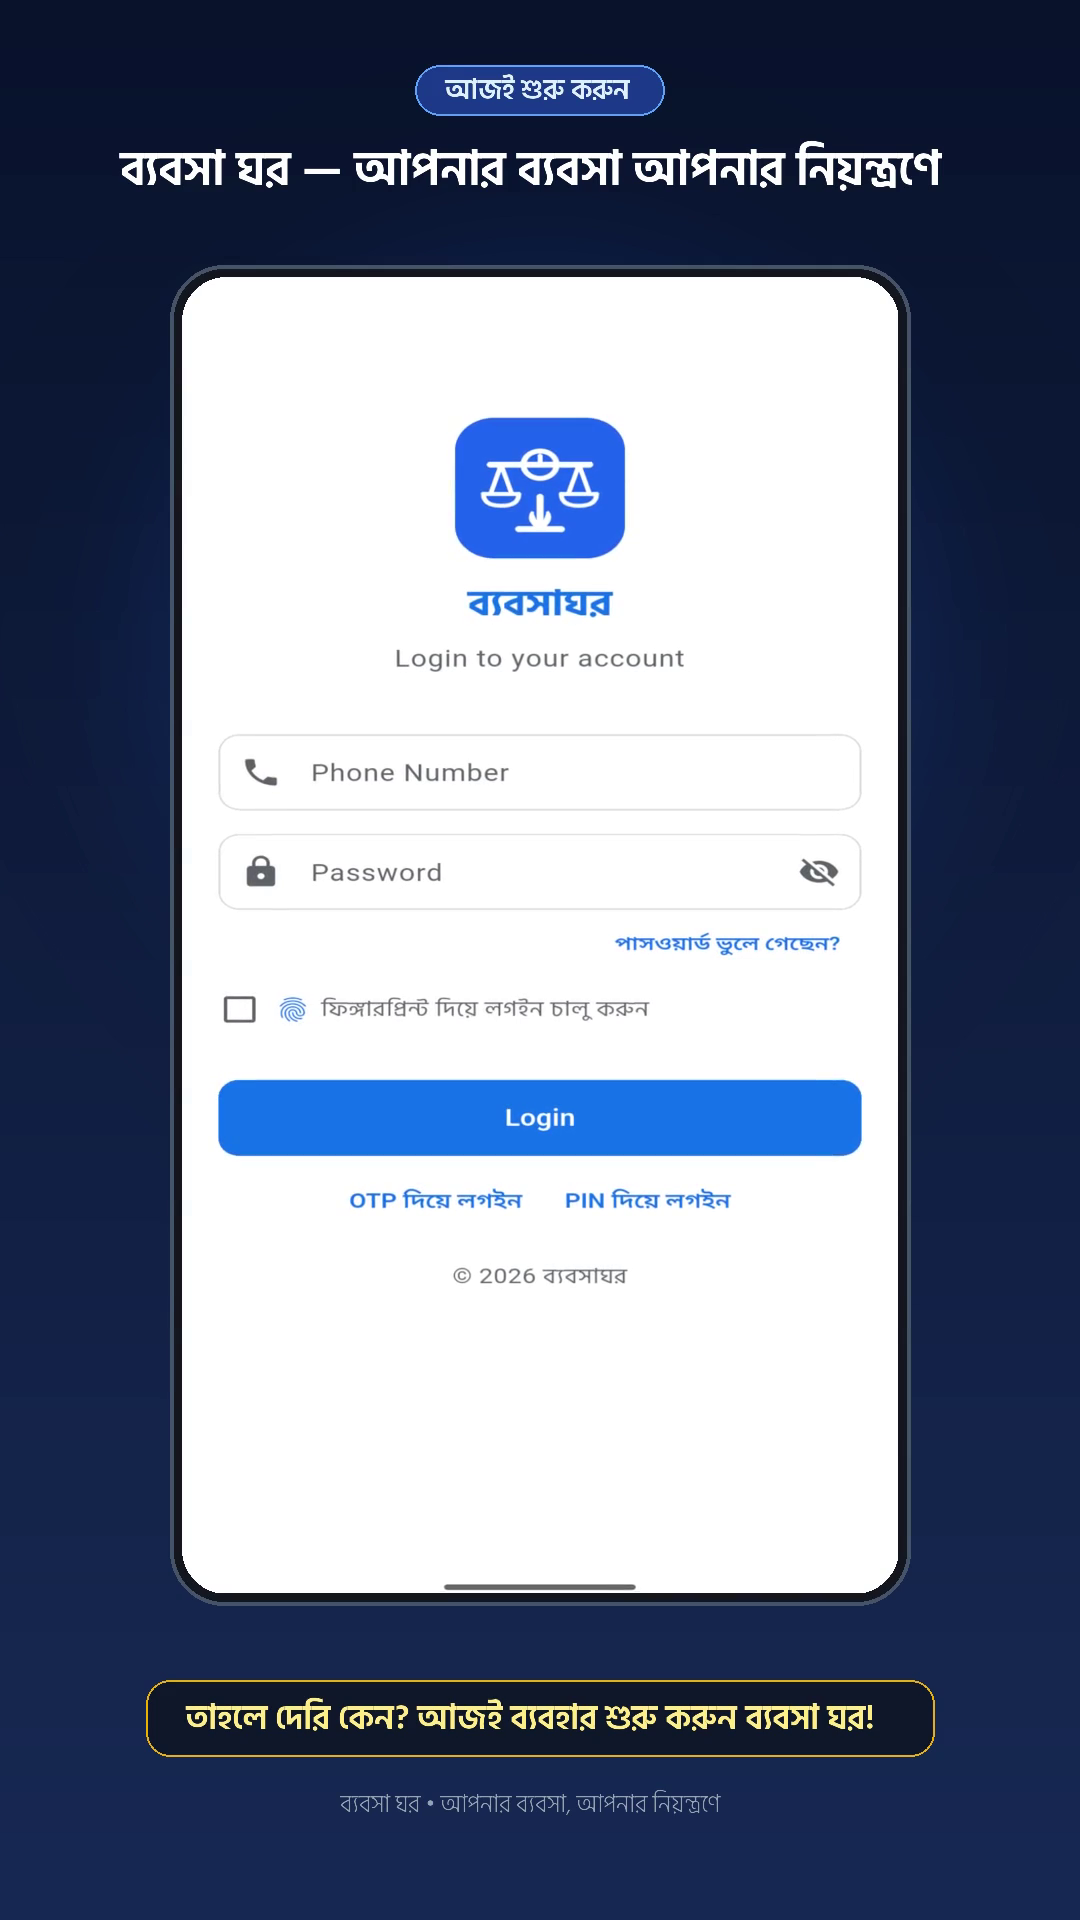 আজই শুরু করুন
ব্যবসা ঘর — আপনার ব্যবসা আপনার নিয়ন্ত্রণে
ব্যবসাঘর
Login to your account
Phone Number
Password
পাসওয়ার্ড ভুলে গেছেন?
ফিঙ্গারপ্রিন্ট দিয়ে লগইন চালু করুন
Login
OTP দিয়ে লগইন PIN দিয়ে লগইন
© 2026 ব্যবসাঘর
তাহলে দেরি কেন? আজই ব্যবহার শুরু করুন ব্যবসা ঘর!
ব্যবসা ঘর • আপনার ব্যবসা, আপনার নিয়ন্ত্রণে